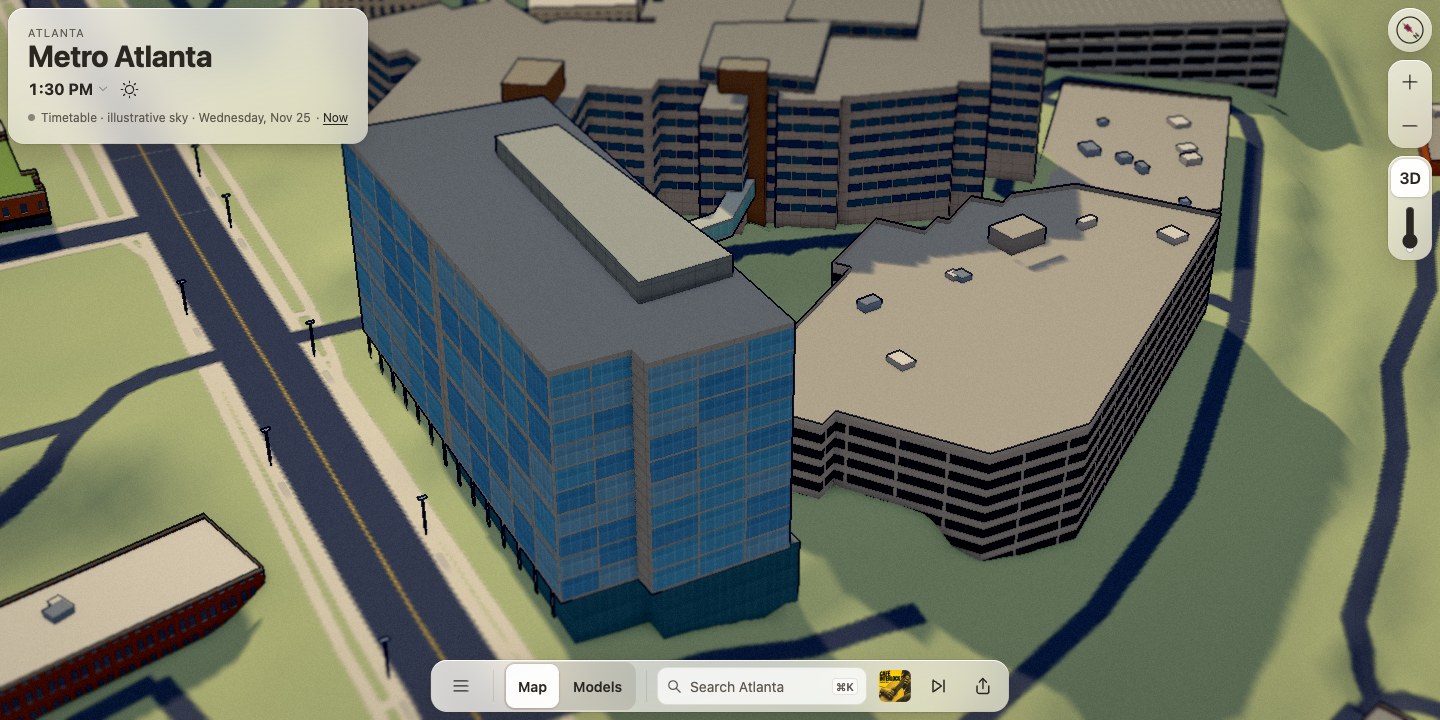 ATLANTA
Metro Atlanta
1:30 PM
Timetable · illustrative sky · Wednesday, Nov 25 · Now
3D
Map
Models
Search Atlanta
⌘K